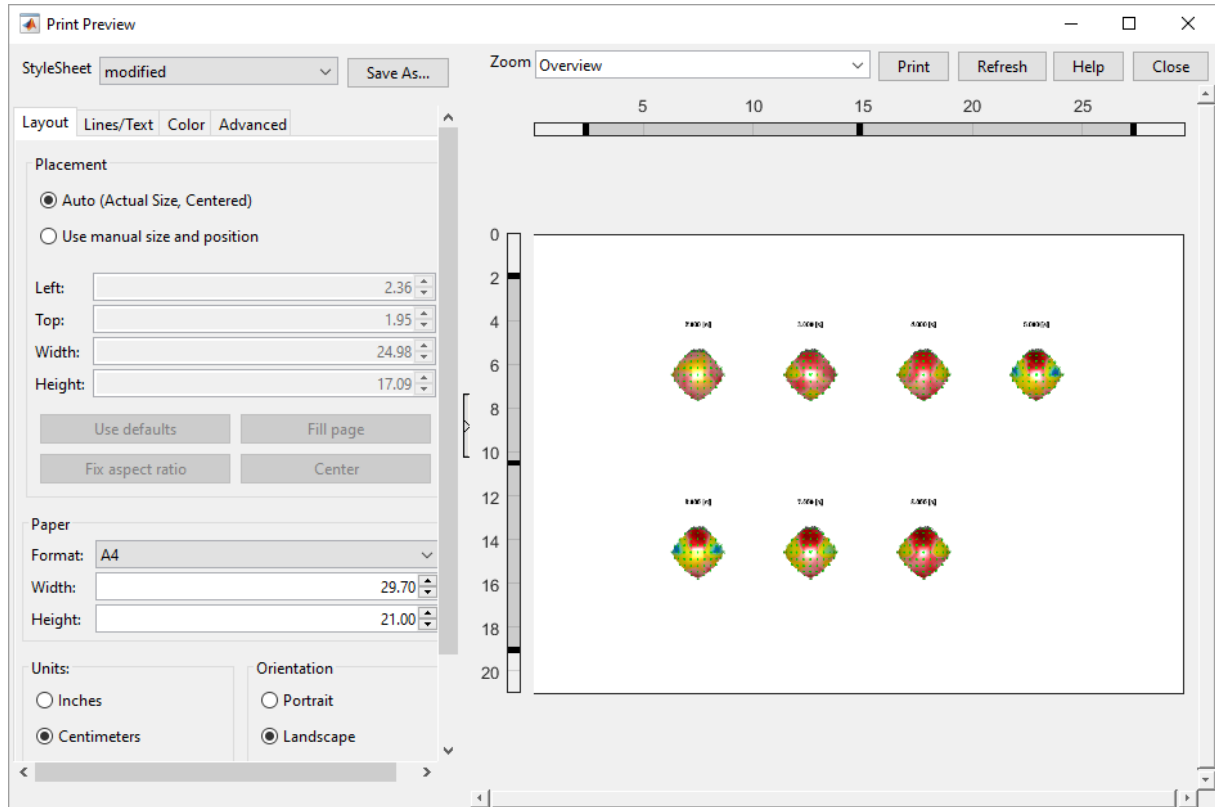 Print Preview
StyleSheet modified Save As...
Zoom Overview Print Refresh Help Close
Layout Lines/Text Color Advanced
Placement
Auto (Actual Size, Centered)
Use manual size and position
Left: 2.36
Top: 1.95
Width: 24.98
Height: 17.09
Use defaults Fill page
Fix aspect ratio Center
Paper
Format: A4
Width: 29.70
Height: 21.00
Units: Orientation
Inches Portrait
Centimeters Landscape
5 10 15 20 25
0
2
4
6
8
10
12
14
16
18
20